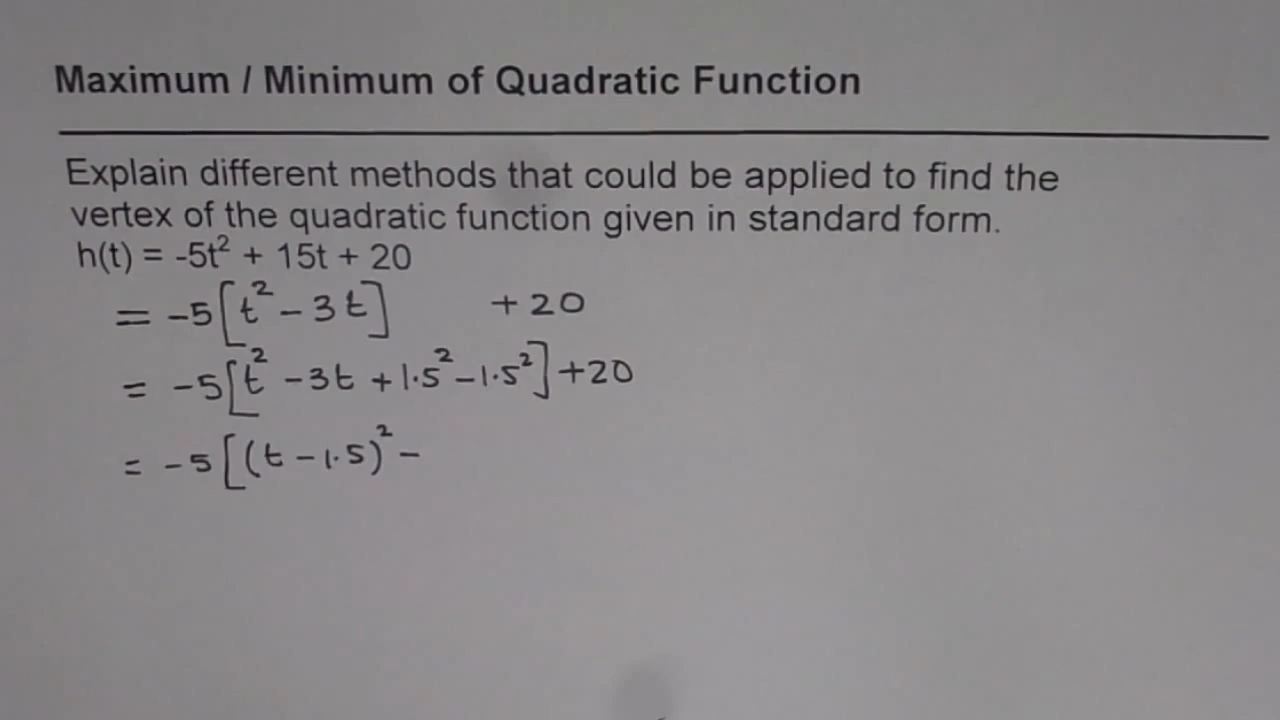 Maximum / Minimum of Quadratic Function
Explain different methods that could be applied to find the
vertex of the quadratic function given in standard form.
h(t) = -5t² + 15t + 20
= -5[t² - 3t] + 20
= -5[t² - 3t + 1.5² - 1.5²] + 20
= -5[(t - 1.5)² -